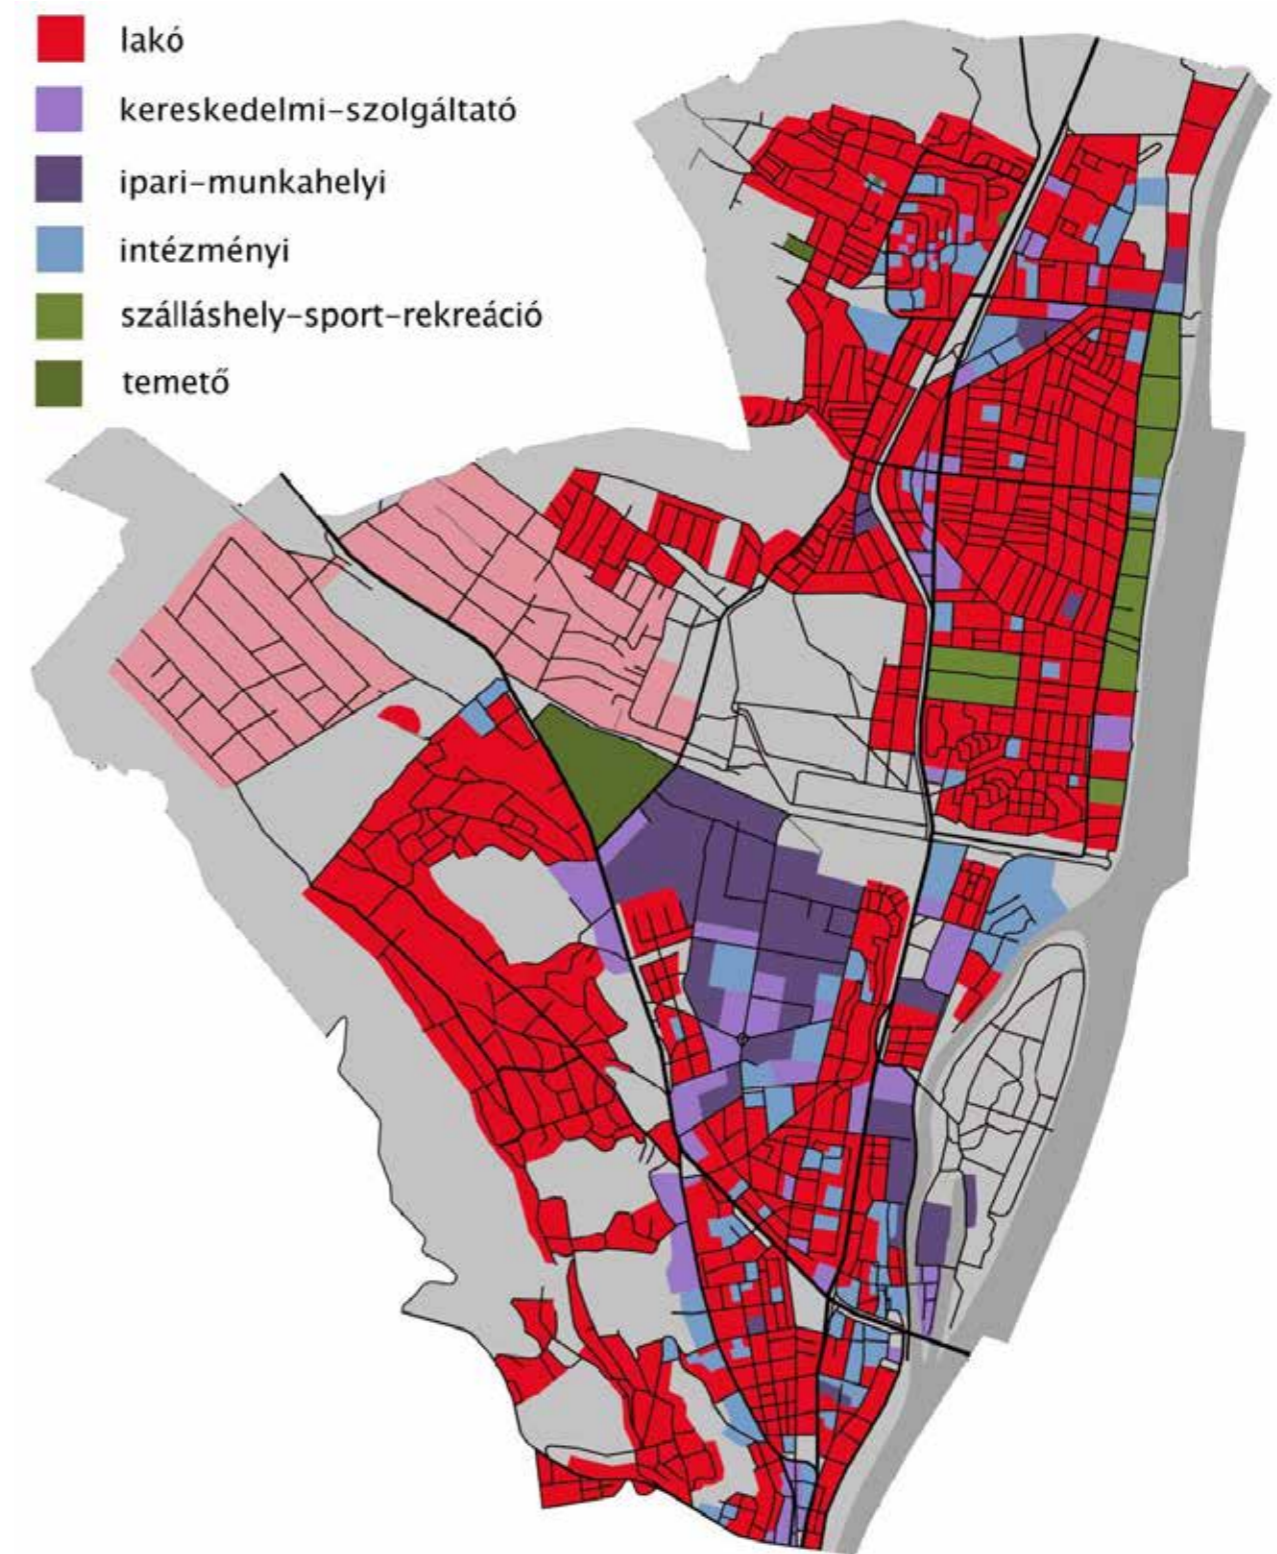 lakó
kereskedelmi-szolgáltató
ipari-munkahelyi
intézményi
szálláshely-sport-rekreáció
temető